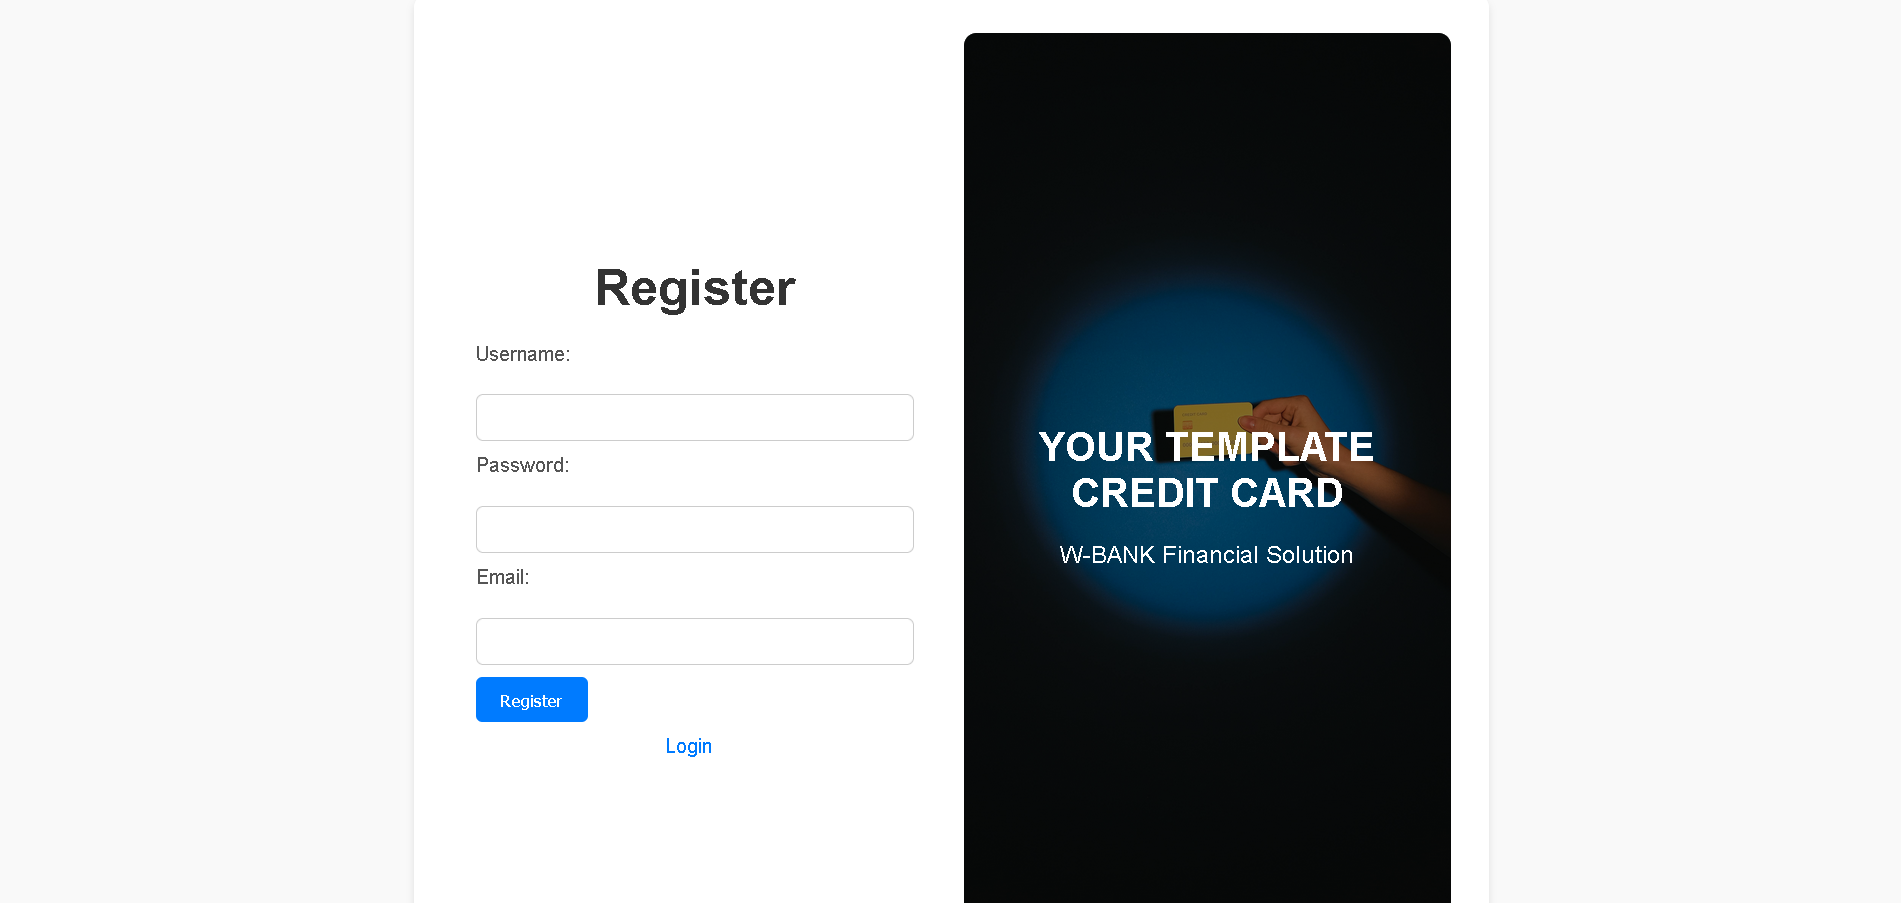 Register
Username:
Password:
Email:
Register
Login
YOUR TEMPLATE
CREDIT CARD
W-BANK Financial Solution